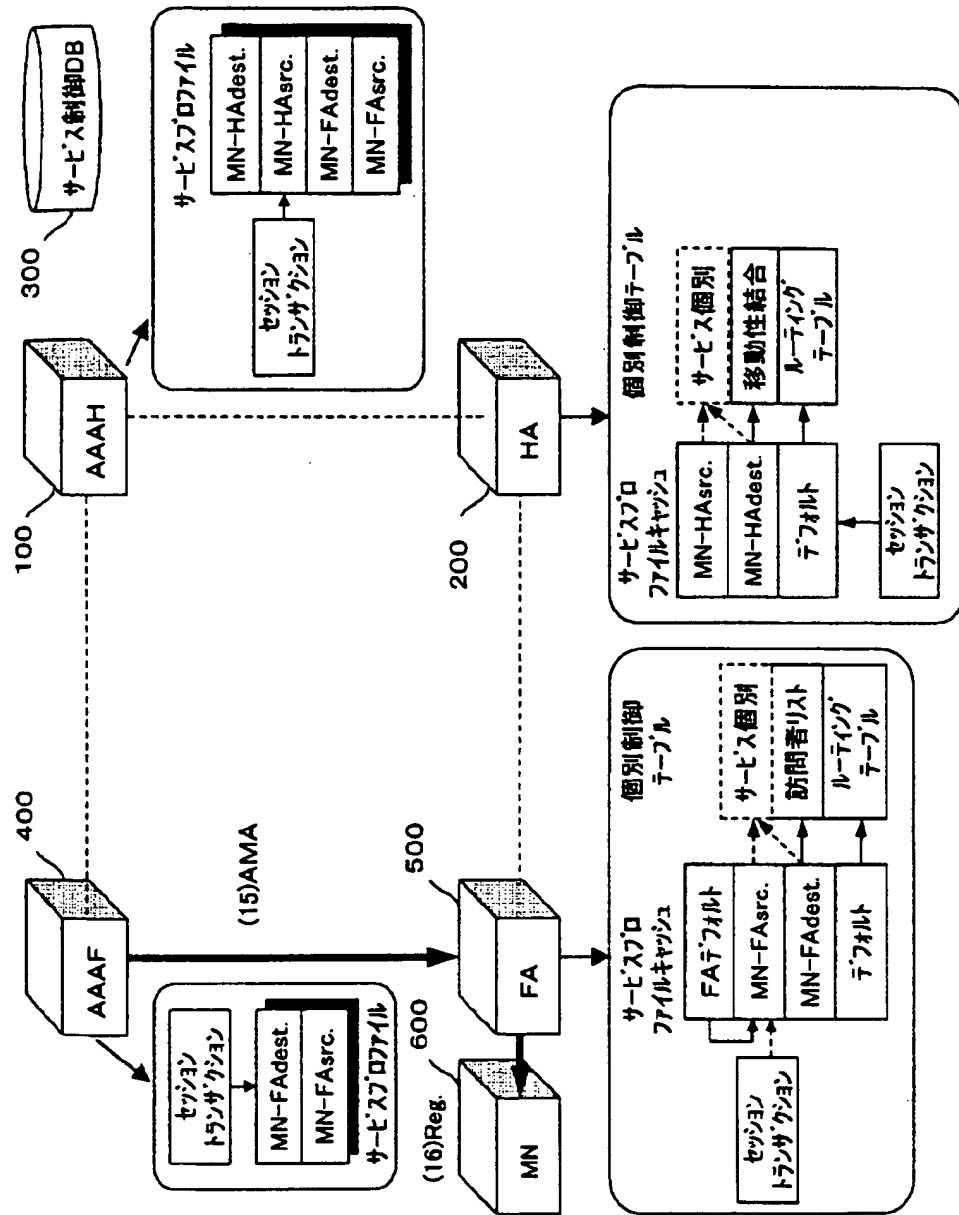 400
AAAF
セッション
トランザクション
MN-FAdest.
MN-FAsrc.
サービスプロファイル
(15)AMA
100
AAAH
300
サービス制御DB
サービスプロファイル
セッション
トランザクション
MN-HAdest.
MN-HAsrc.
MN-FAdest.
MN-FAsrc.
(16)Reg.
600
MN
500
FA
200
HA
サービスプロ
ファイルキャッシュ
個別制御
テーブル
FAデフォルト
MN-FAsrc.
MN-FAdest.
デフォルト
サービス個別
訪問者リスト
ルーティング
テーブル
セッション
トランザクション
サービスプロ
ファイルキャッシュ
個別制御テーブル
MN-HAsrc.
MN-HAdest.
デフォルト
サービス個別
移動性結合
ルーティング
テーブル
セッション
トランザクション